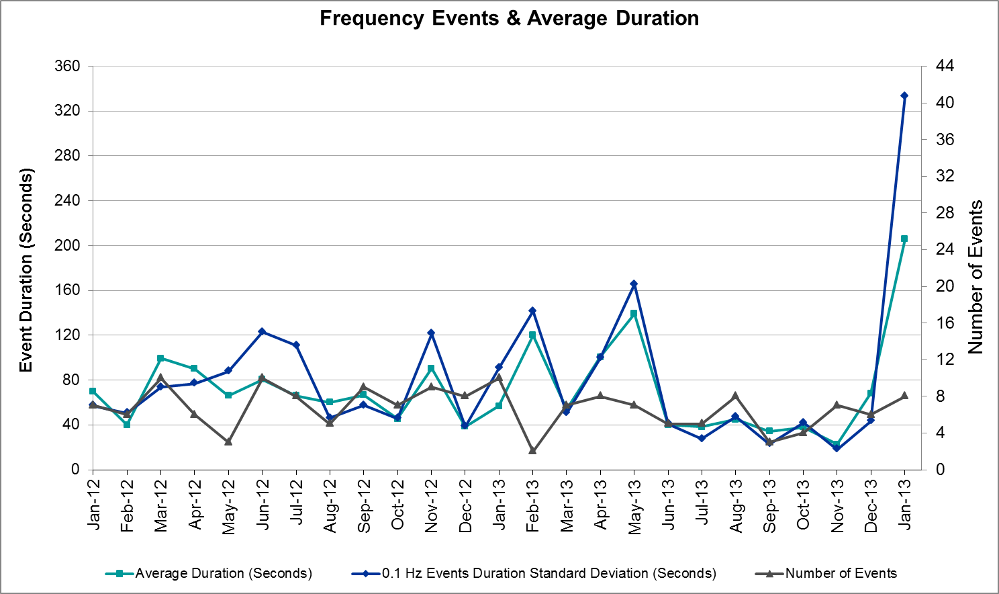 Frequency Events & Average Duration
Event Duration (Seconds)
360
320
280
240
200
160
120
80
40
0
44
40
36
32
28
24
20
16
12
8
4
0
Number of Events
Jan-12
Feb-12
Mar-12
Apr-12
May-12
Jun-12
Jul-12
Aug-12
Sep-12
Oct-12
Nov-12
Dec-12
Jan-13
Feb-13
Mar-13
Apr-13
May-13
Jun-13
Jul-13
Aug-13
Sep-13
Oct-13
Nov-13
Dec-13
Jan-13
Average Duration (Seconds)
0.1 Hz Events Duration Standard Deviation (Seconds)
Number of Events